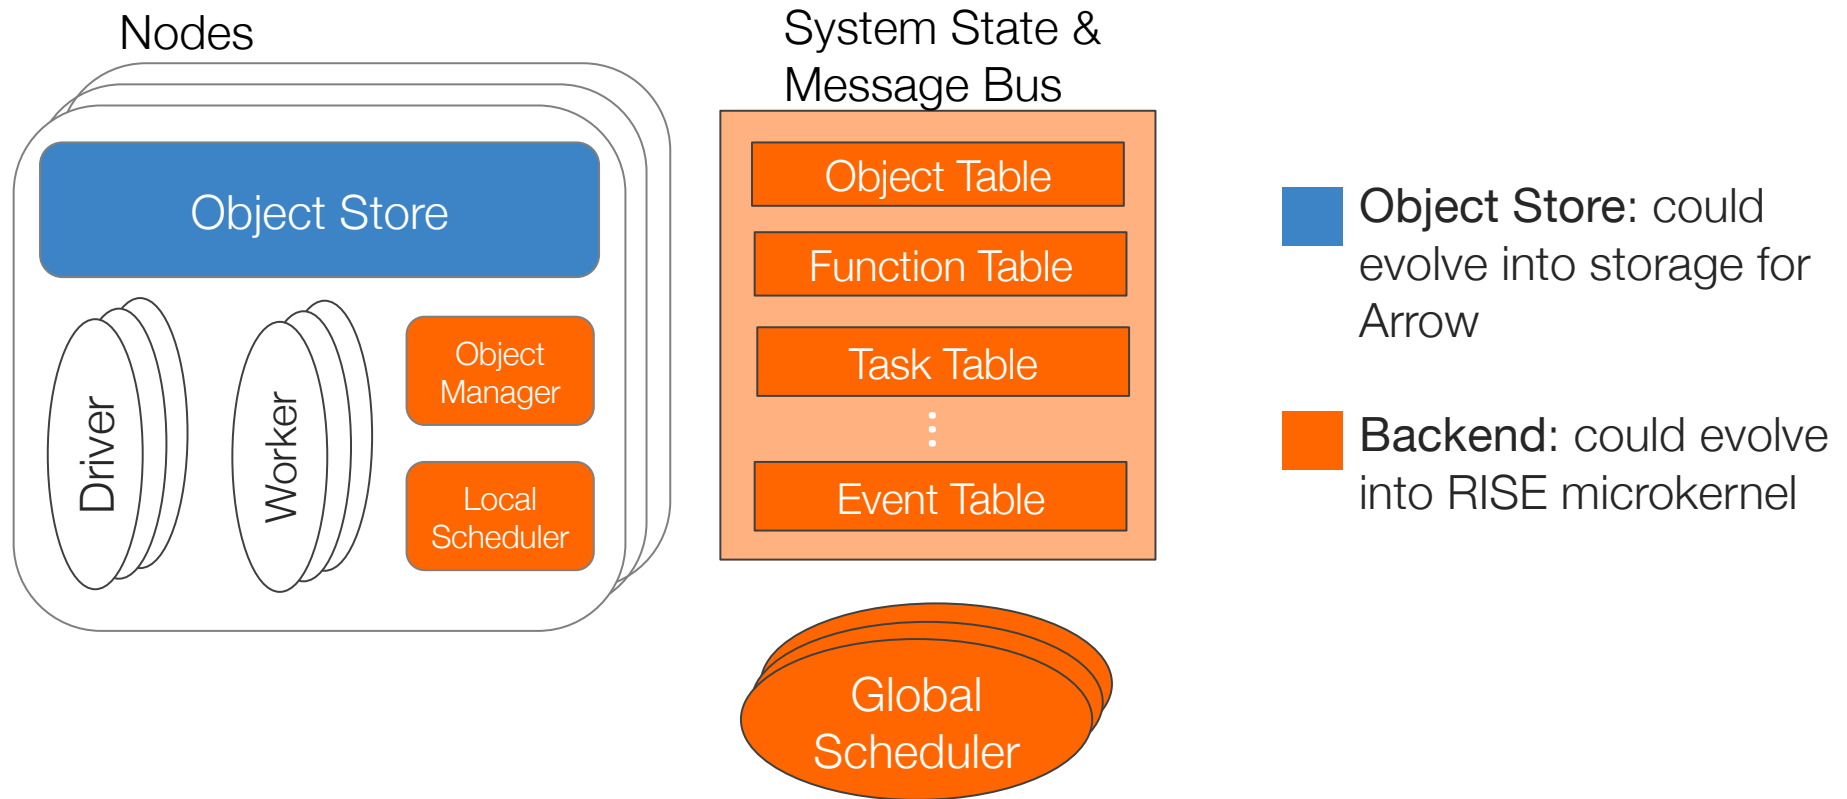 Nodes
Object Store
Driver
Worker
Object
Manager
Local
Scheduler
System State &
Message Bus
Object Table
Function Table
Task Table
⋮
Event Table
Global
Scheduler
Object Store: could
evolve into storage for
Arrow
Backend: could evolve
into RISE microkernel